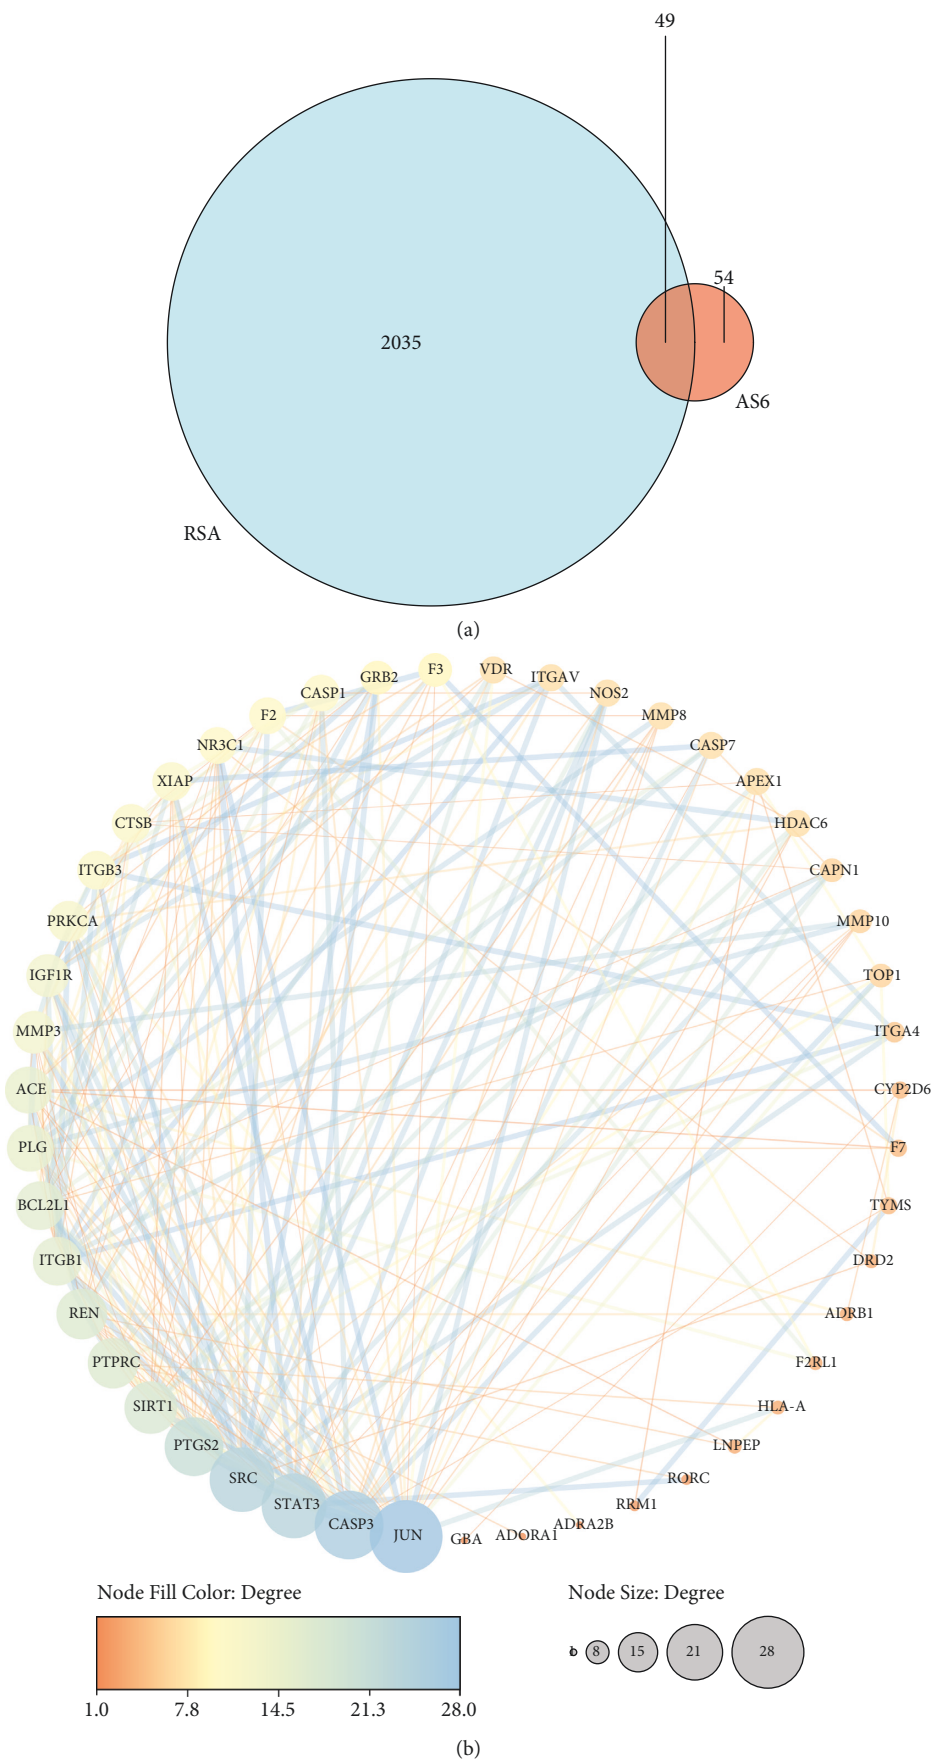 49
54
2035
AS6
RSA
(a)
F3
VDR
GRB2
ITGAV
CASP1
NOS2
F2
MMP8
NR3C1
CASP7
XIAP
APEX1
CTSB
HDAC6
ITGB3
CAPN1
PRKCA
MMP10
IGF1R
TOP1
MMP3
ITGA4
ACE
CYP2D6
PLG
F7
BCL2L1
TYMS
ITGB1
DRD2
REN
ADRB1
PTPRC
F2RL1
SIRT1
HLA-A
PTGS2
LNPEP
SRC
RORC
STAT3
RRM1
CASP3
ADRA2B
JUN
GBA
ADORA1
Node Fill Color: Degree
1.0 7.8 14.5 21.3 28.0
Node Size: Degree
1 8 15 21 28
(b)